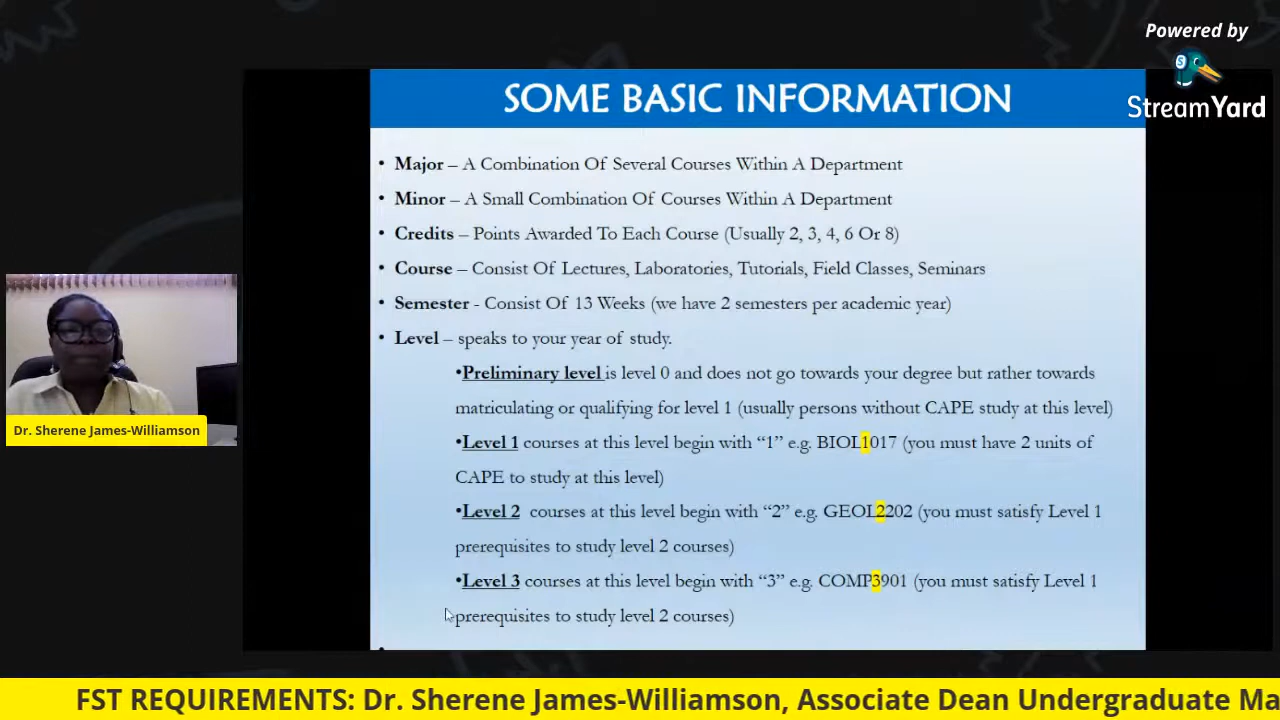 Powered by
StreamYard
SOME BASIC INFORMATION
• Major – A Combination Of Several Courses Within A Department
• Minor – A Small Combination Of Courses Within A Department
• Credits – Points Awarded To Each Course (Usually 2, 3, 4, 6 Or 8)
• Course – Consist Of Lectures, Laboratories, Tutorials, Field Classes, Seminars
• Semester - Consist Of 13 Weeks (we have 2 semesters per academic year)
• Level – speaks to your year of study.
•Preliminary level is level 0 and does not go towards your degree but rather towards
matriculating or qualifying for level 1 (usually persons without CAPE study at this level)
•Level 1 courses at this level begin with “1” e.g. BIOL1017 (you must have 2 units of
CAPE to study at this level)
•Level 2 courses at this level begin with “2” e.g. GEOL2202 (you must satisfy Level 1
prerequisites to study level 2 courses)
•Level 3 courses at this level begin with “3” e.g. COMP3901 (you must satisfy Level 1
prerequisites to study level 2 courses)
Dr. Sherene James-Williamson
FST REQUIREMENTS: Dr. Sherene James-Williamson, Associate Dean Undergraduate Ma